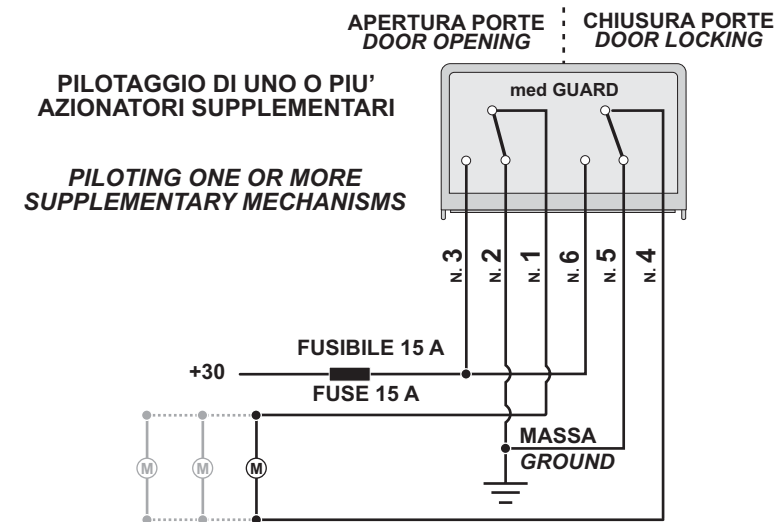 APERTURA PORTE
DOOR OPENING
CHIUSURA PORTE
DOOR LOCKING
PILOTAGGIO DI UNO O PIU'
AZIONATORI SUPPLEMENTARI
med GUARD
PILOTING ONE OR MORE
SUPPLEMENTARY MECHANISMS
N. 3
N. 2
N. 1
N. 6
N. 5
N. 4
FUSIBILE 15 A
+30
FUSE 15 A
MASSA
GROUND
M
M
M